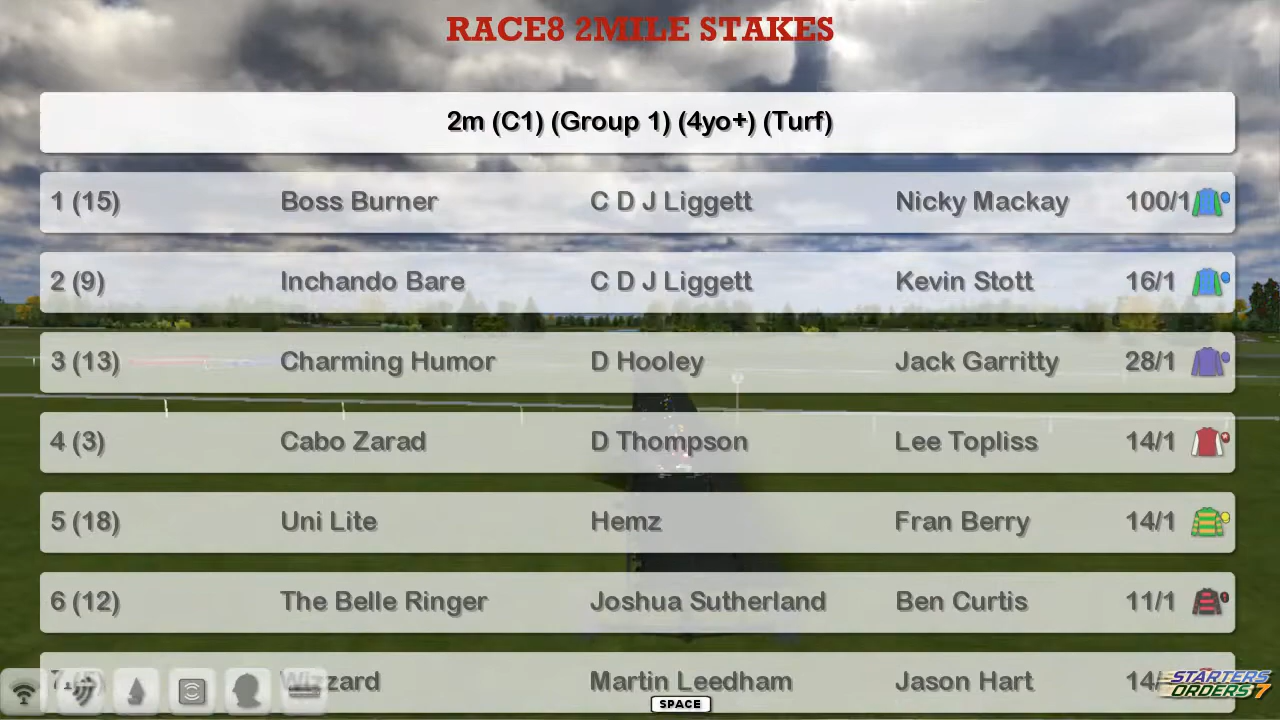 RACE8 2MILE STAKES
2m (C1) (Group 1) (4yo+) (Turf)
1 (15) Boss Burner C D J Liggett Nicky Mackay 100/1
2 (9) Inchando Bare C D J Liggett Kevin Stott 16/1
3 (13) Charming Humor D Hooley Jack Garritty 28/1
4 (3) Cabo Zarad D Thompson Lee Topliss 14/1
5 (18) Uni Lite Hemz Fran Berry 14/1
6 (12) The Belle Ringer Joshua Sutherland Ben Curtis 11/1
7 Wizzard Martin Leedham Jason Hart 14/
SPACE
STARTERS
ORDERS 7